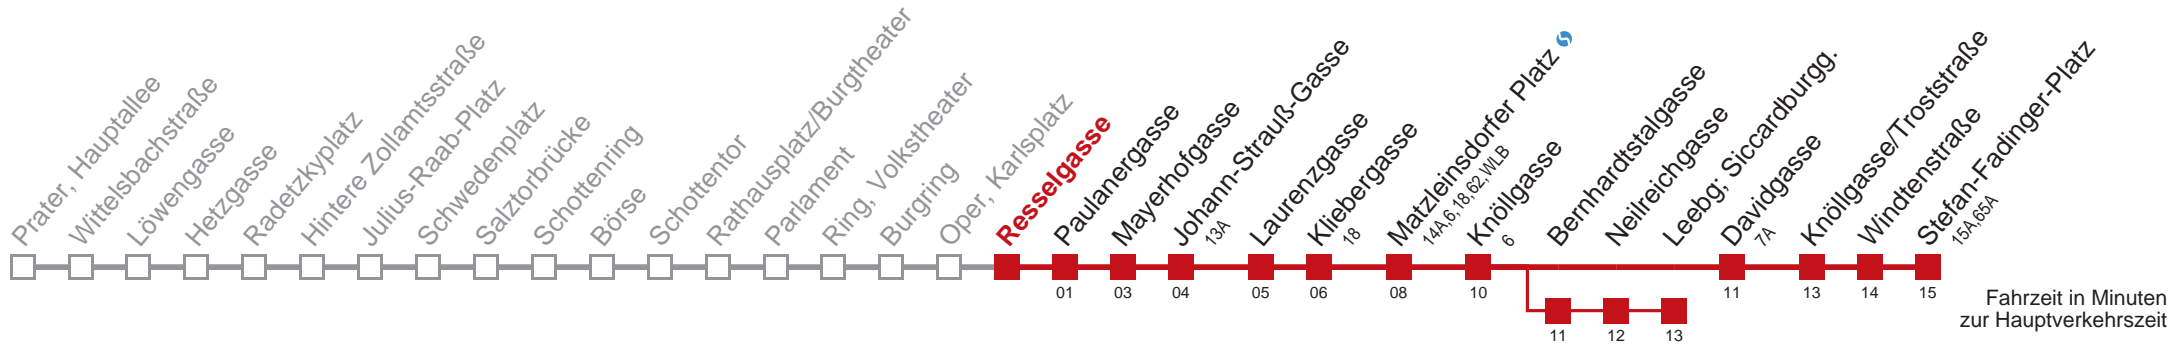 Prater, Hauptallee
Wittelsbachstraße
Löwengasse
Hetzgasse
Radetzkyplatz
Hintere Zollamtsstraße
Julius-Raab-Platz
Schwedenplatz
Salztorbrücke
Schottenring
Börse
Schottentor
Rathausplatz/Burgtheater
Parlament
Ring, Volkstheater
Burgring
Oper, Karlsplatz
Resselgasse
Paulanergasse
01
Mayerhofgasse
03
Johann-Strauß-Gasse
13A
04
Laurenzgasse
05
Kliebergasse
18
06
Matzleinsdorfer Platz
14A,6,18,62,WLB
08
Knöllgasse
6
10
Bernhardtstalgasse
11
Neilreichgasse
12
Leebg; Siccardburgg.
13
Davidgasse
7A
11
Knöllgasse/Troststraße
13
Windtenstraße
14
Stefan-Fadinger-Platz
15A,65A
15
Fahrzeit in Minuten
zur Hauptverkehrszeit